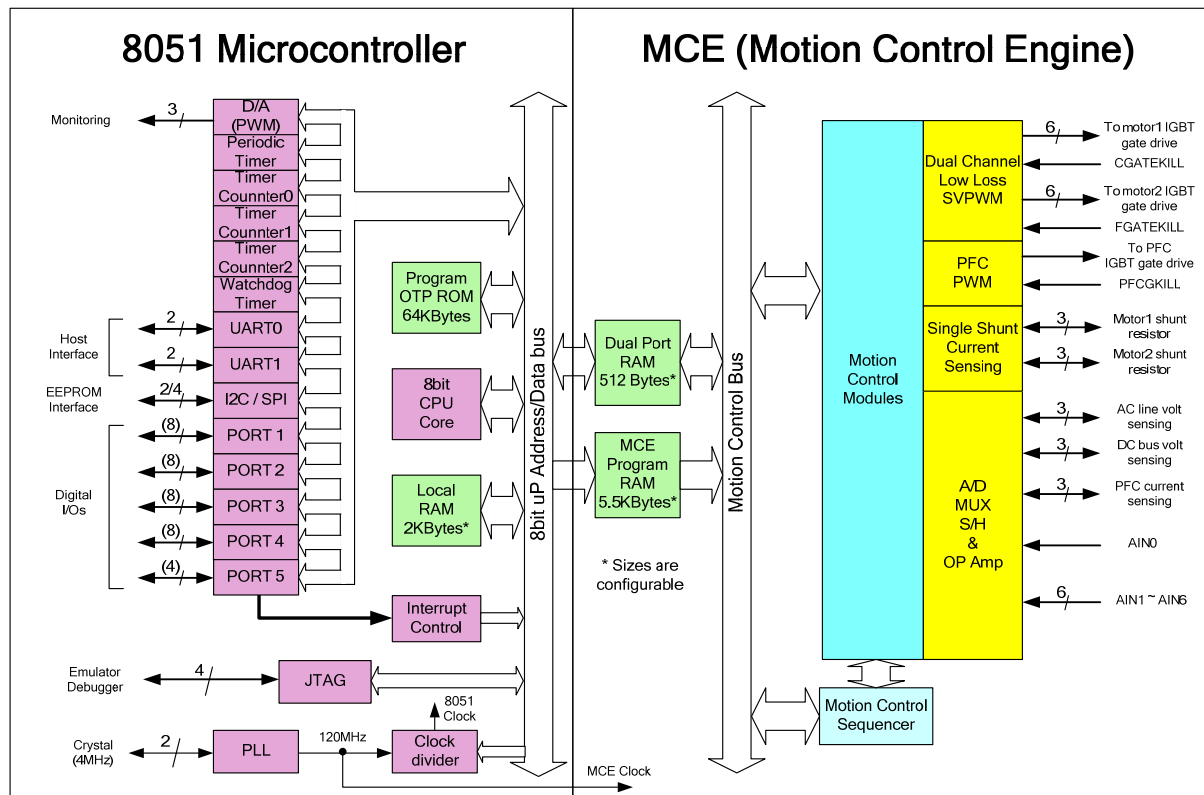 8051 Microcontroller
MCE (Motion Control Engine)
Monitoring
3
D/A
(PWM)
Periodic
Timer
Timer
Counnter0
Timer
Counnter1
Timer
Counnter2
Watchdog
Timer
Host
Interface
2
UART0
2
UART1
EEPROM
Interface
2/4
I2C / SPI
Digital
I/Os
(8)
PORT 1
(8)
PORT 2
(8)
PORT 3
(8)
PORT 4
(4)
PORT 5
Program
OTP ROM
64KBytes
8bit
CPU
Core
Local
RAM
2KBytes*
Interrupt
Control
Emulator
Debugger
4
JTAG
Crystal
(4MHz)
2
PLL
120MHz
8051
Clock
Clock
divider
MCE Clock
8bit uP Address/Data bus
Dual Port
RAM
512 Bytes*
MCE
Program
RAM
5.5KBytes*
* Sizes are
configurable
Motion Control Bus
Motion
Control
Modules
Motion Control
Sequencer
Dual Channel
Low Loss
SVPWM
PFC
PWM
Single Shunt
Current
Sensing
A/D
MUX
S/H
&
OP Amp
6
To motor1 IGBT
gate drive
CGATEKILL
6
To motor2 IGBT
gate drive
FGATEKILL
To PFC
IGBT gate drive
PFCGKILL
3
Motor1 shunt
resistor
3
Motor2 shunt
resistor
3
AC line volt
sensing
3
DC bus volt
sensing
3
PFC current
sensing
AIN0
6
AIN1 ~ AIN6